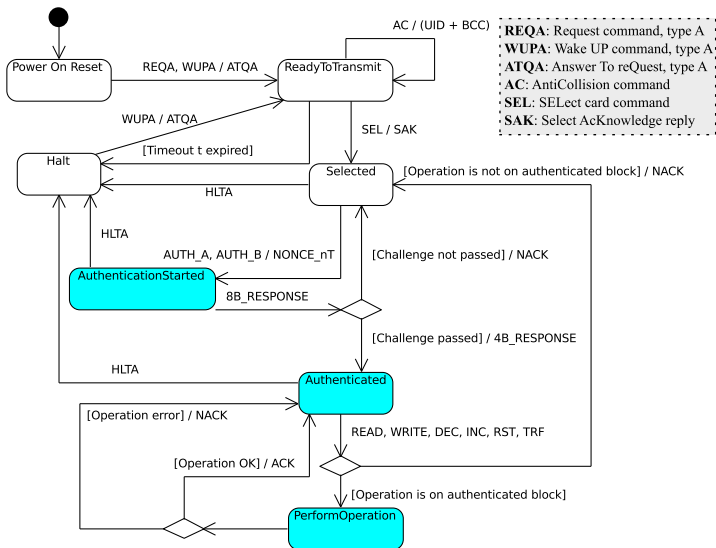 AC / (UID + BCC)
REQA: Request command, type A
WUPA: Wake UP command, type A
ATQA: Answer To reQuest, type A
AC: AntiCollision command
SEL: SELect card command
SAK: Select AcKnowledge reply
Power On Reset
REQA, WUPA / ATQA
ReadyToTransmit
WUPA / ATQA
SEL / SAK
[Timeout t expired]
Halt
Selected
[Operation is not on authenticated block] / NACK
HLTA
HLTA
AUTH_A, AUTH_B / NONCE_nT
[Challenge not passed] / NACK
AuthenticationStarted
8B_RESPONSE
[Challenge passed] / 4B_RESPONSE
HLTA
Authenticated
[Operation error] / NACK
READ, WRITE, DEC, INC, RST, TRF
[Operation OK] / ACK
[Operation is on authenticated block]
PerformOperation